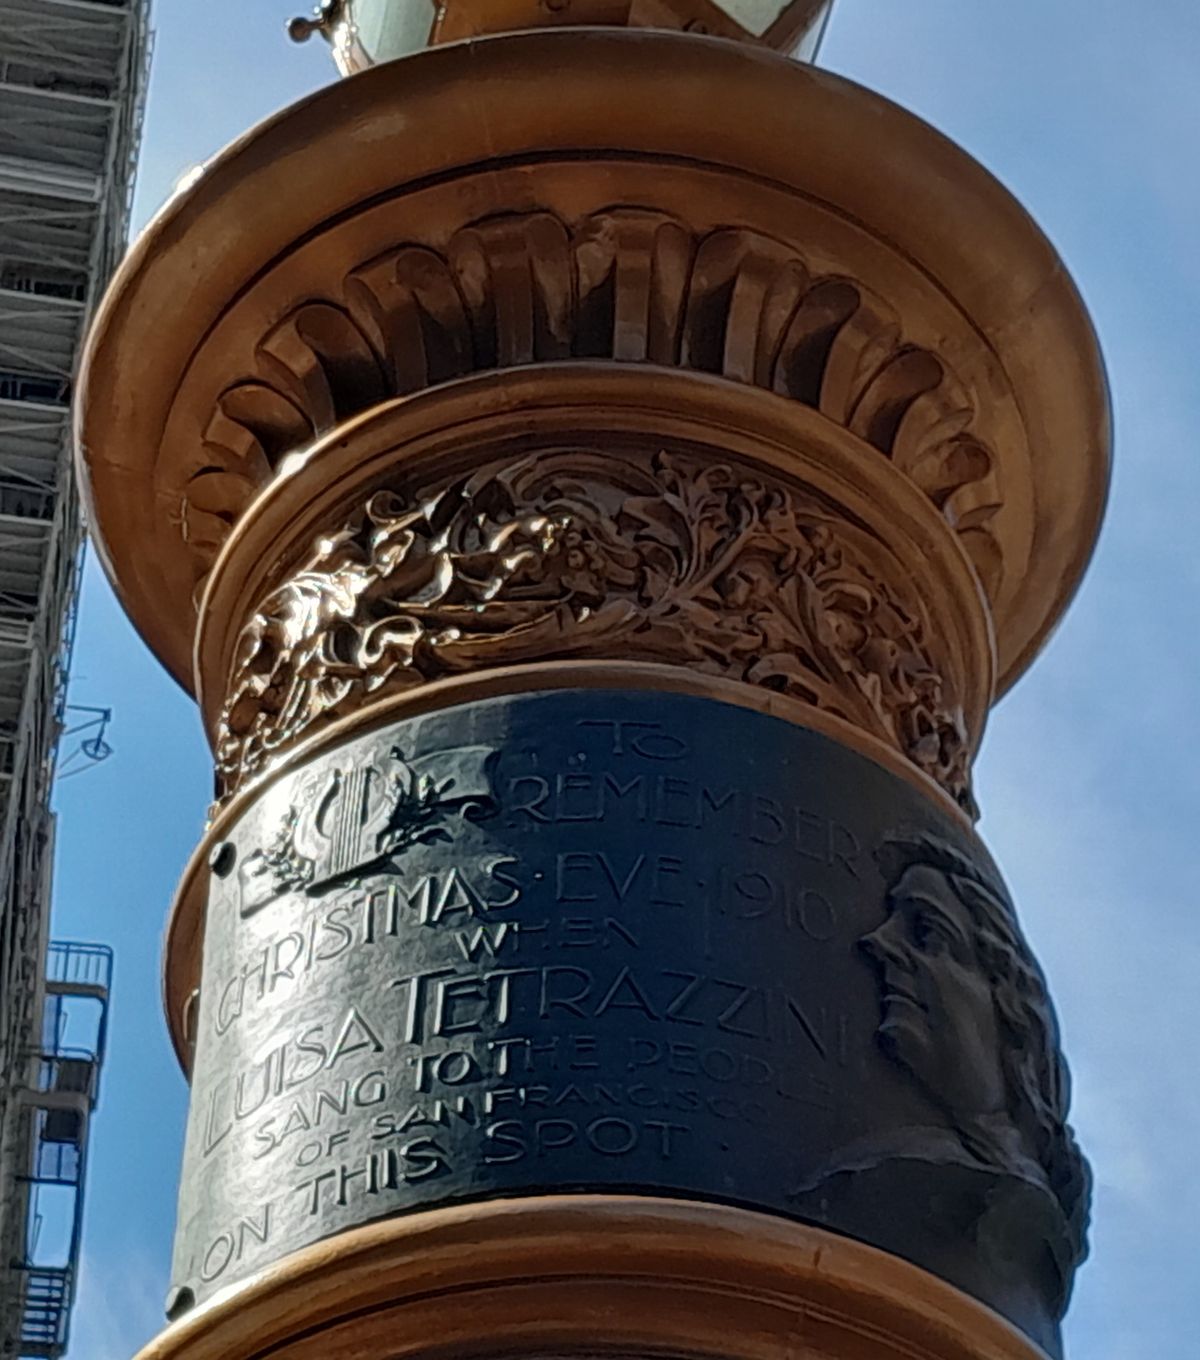 TO
REMEMBER
CHRISTMAS·EVE·1910
WHEN
LUISA TETRAZZINI
SANG TO THE PEOPLE
OF SAN FRANCISCO
ON THIS SPOT·